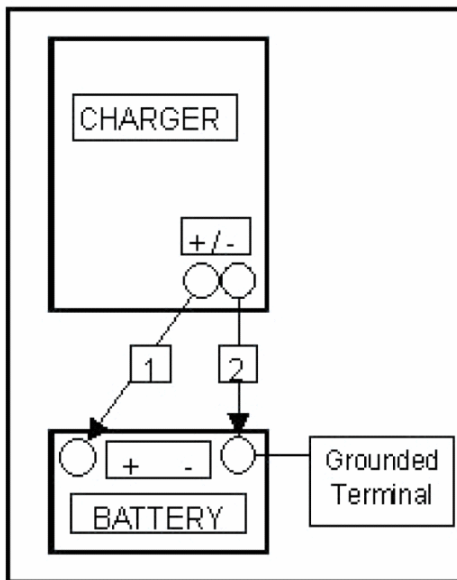 CHARGER
+/-
1
2
+ -
Grounded
Terminal
BATTERY